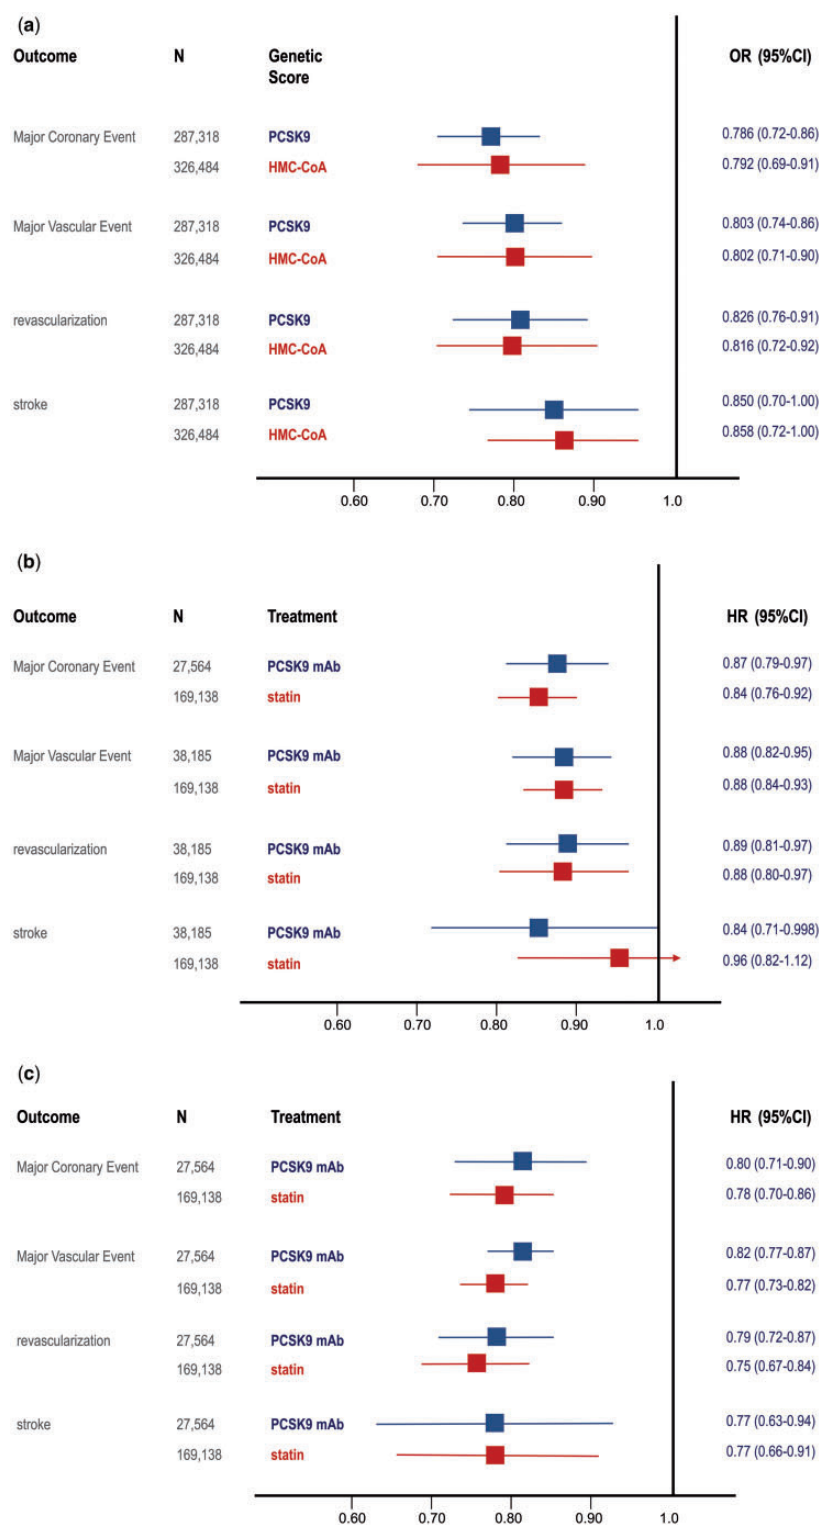 (a)
Outcome N Genetic OR (95%CI)
Score
Major Coronary Event 287,318 PCSK9 0.786 (0.72-0.86)
326,484 HMC-CoA 0.792 (0.69-0.91)
Major Vascular Event 287,318 PCSK9 0.803 (0.74-0.86)
326,484 HMC-CoA 0.802 (0.71-0.90)
revascularization 287,318 PCSK9 0.826 (0.76-0.91)
326,484 HMC-CoA 0.816 (0.72-0.92)
stroke 287,318 PCSK9 0.850 (0.70-1.00)
326,484 HMC-CoA 0.858 (0.72-1.00)
0.60 0.70 0.80 0.90 1.0
(b)
Outcome N Treatment HR (95%CI)
Major Coronary Event 27,564 PCSK9 mAb 0.87 (0.79-0.97)
169,138 statin 0.84 (0.76-0.92)
Major Vascular Event 38,185 PCSK9 mAb 0.88 (0.82-0.95)
169,138 statin 0.88 (0.84-0.93)
revascularization 38,185 PCSK9 mAb 0.89 (0.81-0.97)
169,138 statin 0.88 (0.80-0.97)
stroke 38,185 PCSK9 mAb 0.84 (0.71-0.998)
169,138 statin 0.96 (0.82-1.12)
0.60 0.70 0.80 0.90 1.0
(c)
Outcome N Treatment HR (95%CI)
Major Coronary Event 27,564 PCSK9 mAb 0.80 (0.71-0.90)
169,138 statin 0.78 (0.70-0.86)
Major Vascular Event 27,564 PCSK9 mAb 0.82 (0.77-0.87)
169,138 statin 0.77 (0.73-0.82)
revascularization 27,564 PCSK9 mAb 0.79 (0.72-0.87)
169,138 statin 0.75 (0.67-0.84)
stroke 27,564 PCSK9 mAb 0.77 (0.63-0.94)
169,138 statin 0.77 (0.66-0.91)
0.60 0.70 0.80 0.90 1.0